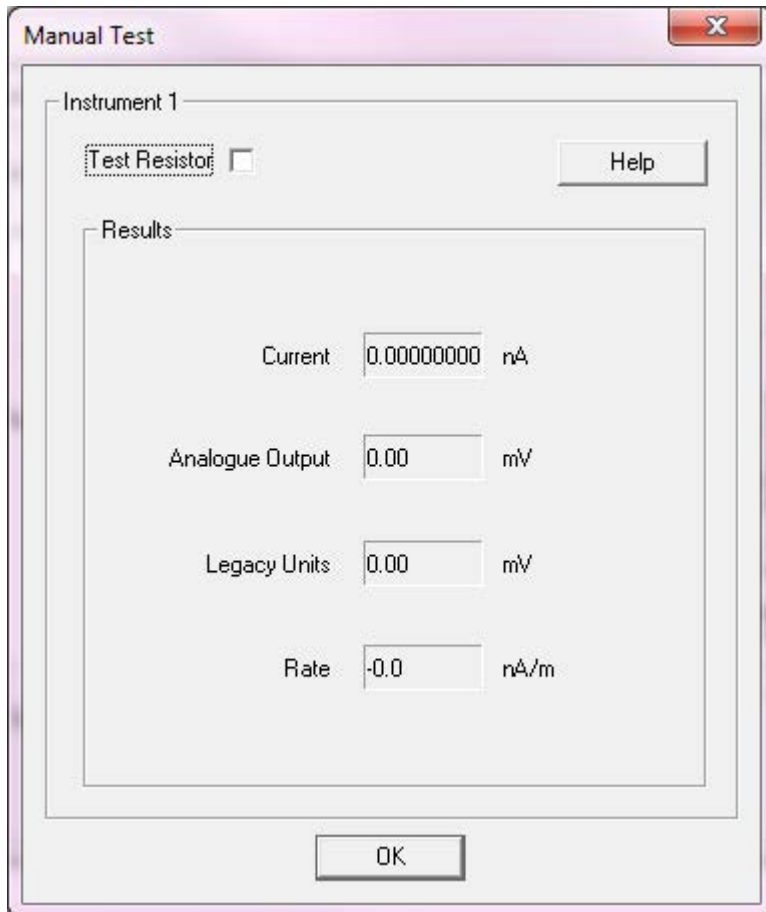 Manual Test
Instrument 1
Test Resistor
Help
Results
Current 0.00000000 nA
Analogue Output 0.00 mV
Legacy Units 0.00 mV
Rate -0.0 nA/m
OK